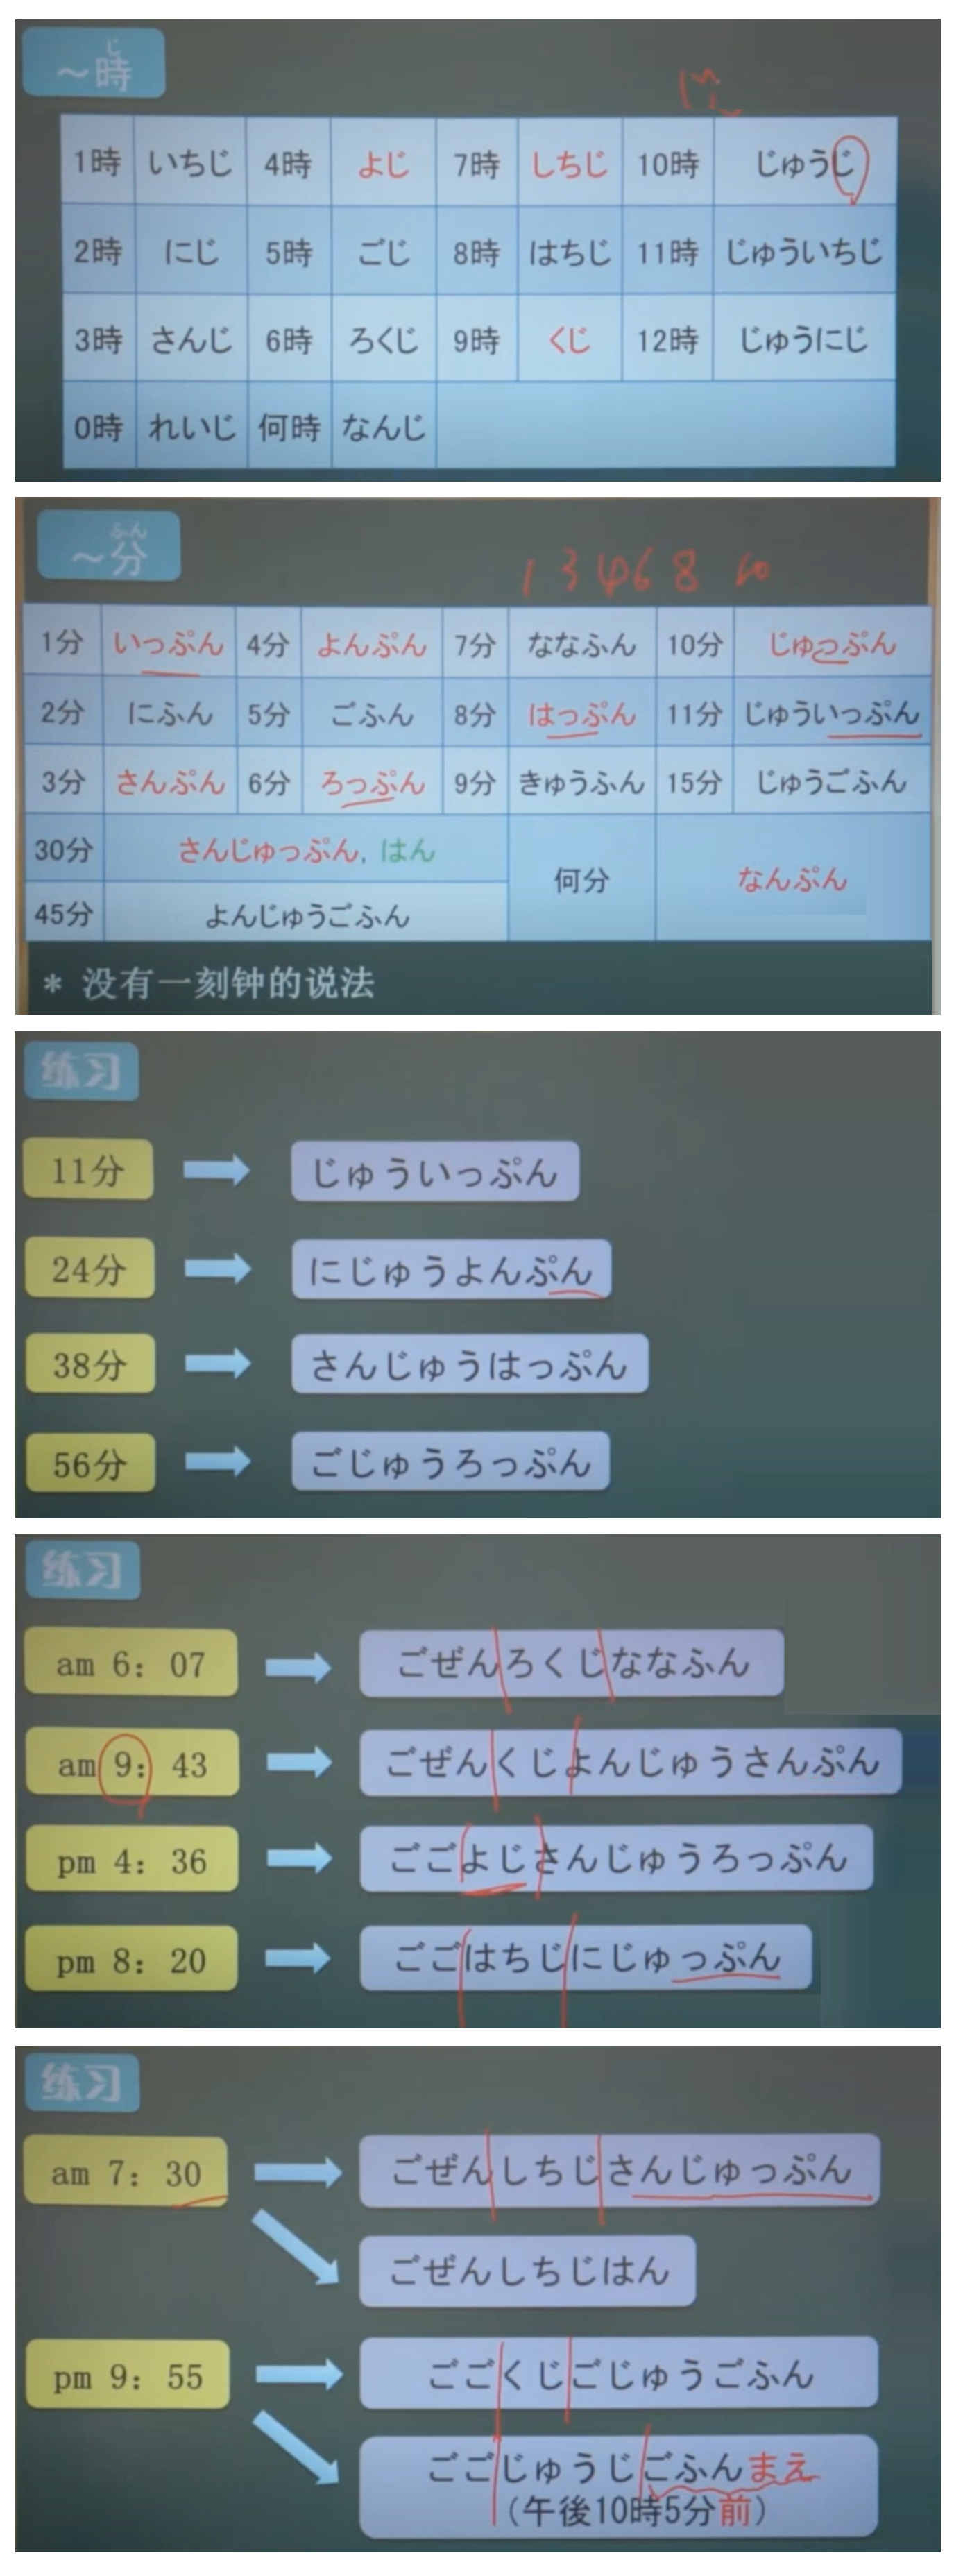 じ
～時
1時 いちじ 4時 よじ 7時 しちじ 10時 じゅうじ
2時 にじ 5時 ごじ 8時 はちじ 11時 じゅういちじ
3時 さんじ 6時 ろくじ 9時 くじ 12時 じゅうにじ
0時 れいじ 何時 なんじ
ふん
～分
1 3 4 6 8 10
1分 いっぷん 4分 よんぷん 7分 ななふん 10分 じゅっぷん
2分 にふん 5分 ごふん 8分 はっぷん 11分 じゅういっぷん
3分 さんぷん 6分 ろっぷん 9分 きゅうふん 15分 じゅうごふん
30分 さんじゅっぷん, はん 何分 なんぷん
45分 よんじゅうごふん
* 没有一刻钟的说法
练习
11分 じゅういっぷん
24分 にじゅうよんぷん
38分 さんじゅうはっぷん
56分 ごじゅうろっぷん
练习
am 6: 07 ごぜんろくじななふん
am 9: 43 ごぜんくじよんじゅうさんぷん
pm 4: 36 ごごよじさんじゅうろっぷん
pm 8: 20 ごごはちじにじゅっぷん
练习
am 7: 30 ごぜんしちじさんじゅっぷん
ごぜんしちじはん
pm 9: 55 ごごくじごじゅうごふん
ごごじゅうじごふんまえ
(午後10時5分前)